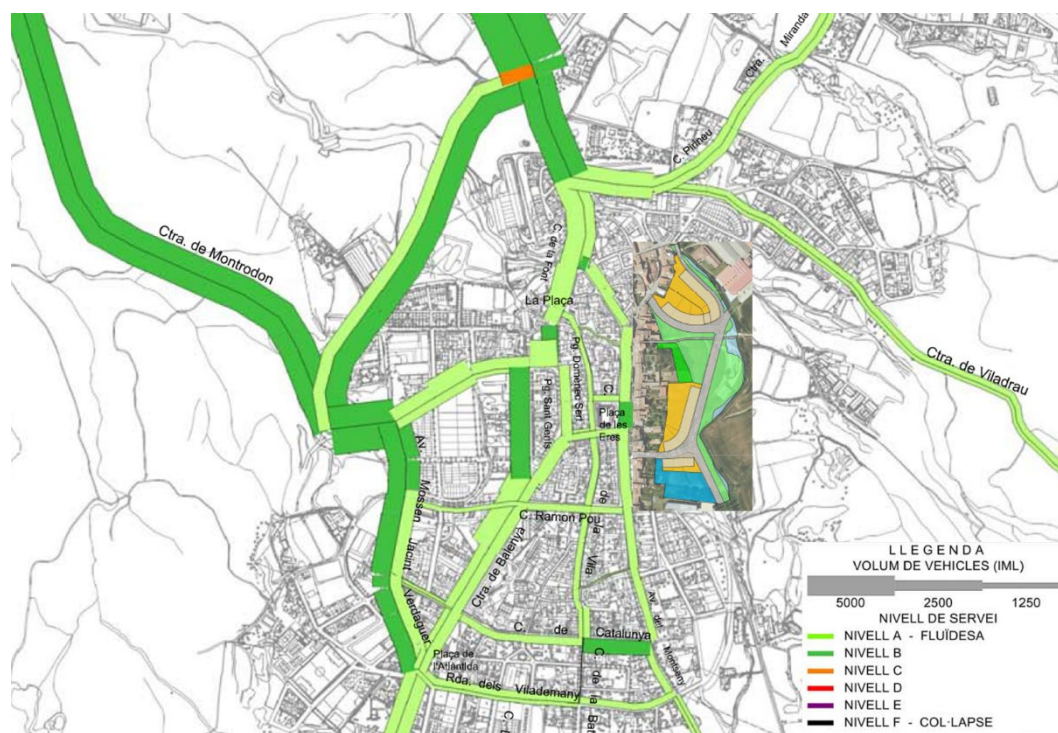 Ctra. Miranda
C. Pirineu
Ctra. de Montrodon
C. de la Font
La Plaça
Ctra. de Viladrau
Pg. Domènec Sert
Pg. Sant Genís
C.
Plaça
de les
Eres
Av. Mossèn Jacint Verdaguer
C. Ramon Pou
de la Vila
Ctra. de Balenyà
C. de Catalunya
Av. del Montseny
Plaça de
l'Atlàntida
Rda. dels Vilademany
C. de la Bat
C.
LLEGENDA
VOLUM DE VEHICLES (IML)
5000 2500 1250
NIVELL DE SERVEI
NIVELL A - FLUÏDESA
NIVELL B
NIVELL C
NIVELL D
NIVELL E
NIVELL F - COL·LAPSE